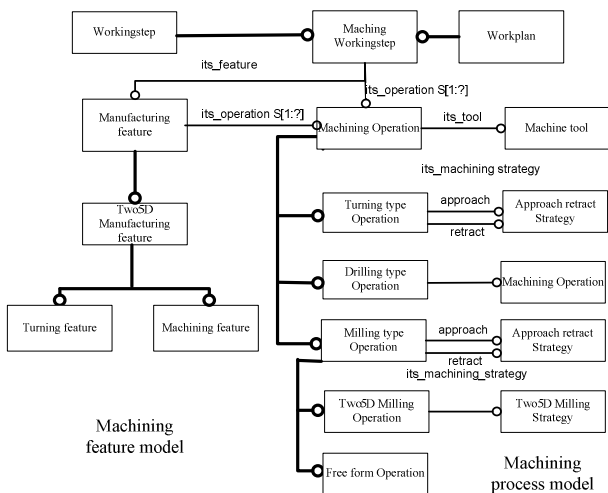 Workingstep
Maching
Workingstep
Workplan
its_feature
its_operation S[1:?]
Manufacturing
feature
its_operation S[1:?]
Machining Operation
its_tool
Machine tool
its_machining strategy
Two5D
Manufacturing
feature
Turning type
Operation
approach
retract
Approach retract
Strategy
Drilling type
Operation
Machining Operation
Turning feature
Machining feature
Milling type
Operation
approach
retract
Approach retract
Strategy
its_machining_strategy
Two5D Milling
Operation
Two5D Milling
Strategy
Machining
feature model
Free form Operation
Machining
process model